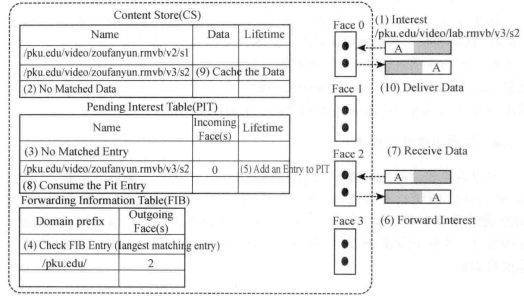 Content Store(CS)
Name Data Lifetime
/pku.edu/video/zoufanyun.rmvb/v2/s1
/pku.edu/video/zoufanyun.rmvb/v3/s2 (9) Cache the Data
(2) No Matched Data
Pending Interest Table(PIT)
Name Incoming Face(s) Lifetime
(3) No Matched Entry
/pku.edu/video/zoufanyun.rmvb/v3/s2 0 (5) Add an Entry to PIT
(8) Consume the Pit Entry
Forwarding Information Table(FIB)
Domain prefix Outgoing Face(s)
(4) Check FIB Entry (langest matching entry)
/pku.edu/ 2
Face 0
(1) Interest
/pku.edu/video/lab.rmvb/v3/s2
A
A
Face 1
(10) Deliver Data
Face 2
(7) Receive Data
A
A
Face 3
(6) Forward Interest